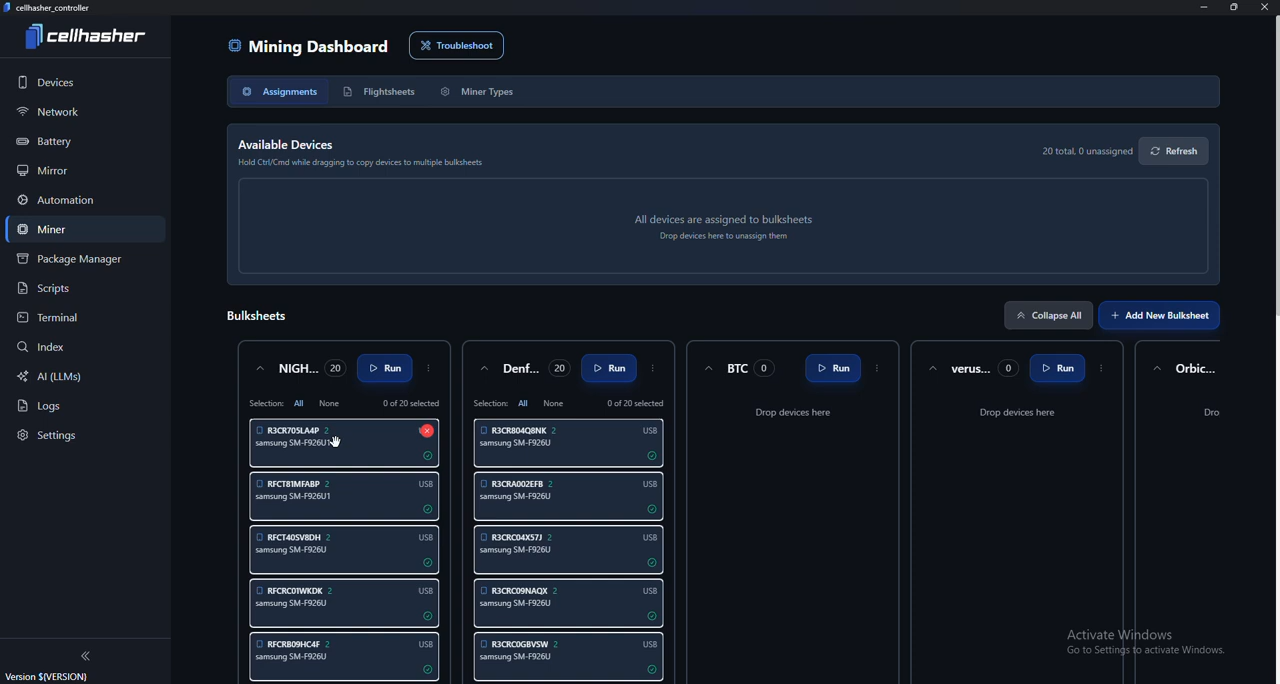 cellhasher_controller
cellhasher
Devices
Network
Battery
Mirror
Automation
Miner
Package Manager
Scripts
Terminal
Index
AI (LLMs)
Logs
Settings
Version ${VERSION}
Mining Dashboard
Troubleshoot
Assignments
Flightsheets
Miner Types
Available Devices
Hold Ctrl/Cmd while dragging to copy devices to multiple bulksheets
20 total, 0 unassigned
Refresh
All devices are assigned to bulksheets
Drop devices here to unassign them
Bulksheets
Collapse All
+ Add New Bulksheet
NIGH... 20 Run
Selection: All None 0 of 20 selected
R3CR705LA4P 2
samsung SM-F926U1
RFCT81MFABP 2 USB
samsung SM-F926U1
RFCT40SV8DH 2 USB
samsung SM-F926U
RFCRC01WKDK 2 USB
samsung SM-F926U
RFCRB09HC4F 2 USB
samsung SM-F926U
Denf... 20 Run
Selection: All None 0 of 20 selected
R3CR804Q8NK 2 USB
samsung SM-F926U
R3CRA002EFB 2 USB
samsung SM-F926U
R3CRC04X57J 2 USB
samsung SM-F926U
R3CRC09NAQX 2 USB
samsung SM-F926U
R3CRC0GBVSW 2 USB
samsung SM-F926U
BTC 0 Run
Drop devices here
verus... 0 Run
Drop devices here
Orbic...
Dro
Activate Windows
Go to Settings to activate Windows.